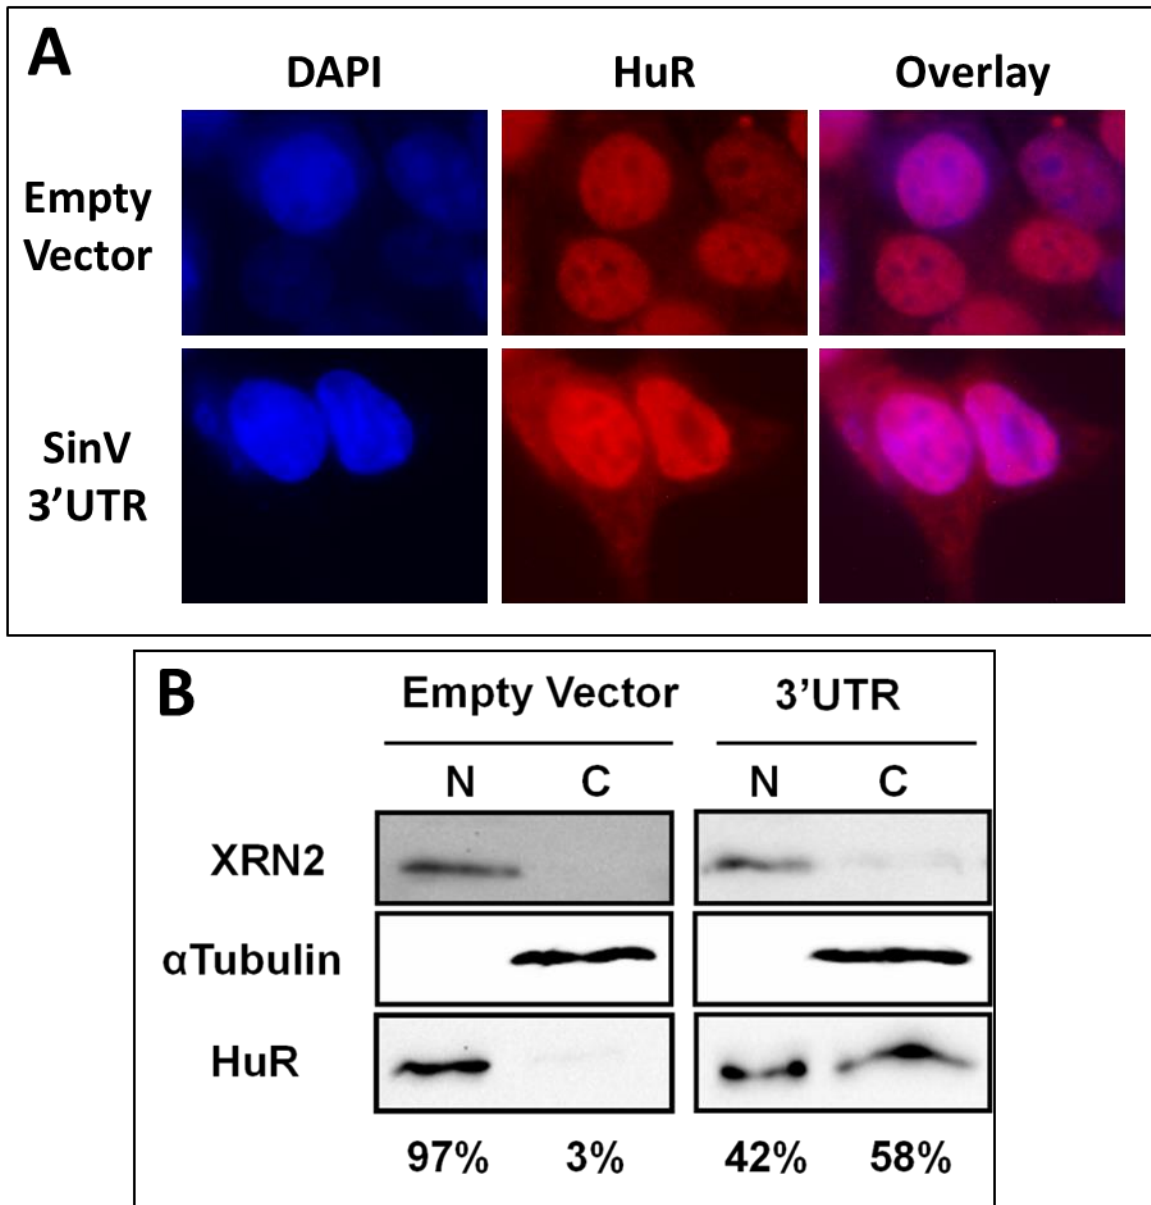 A
DAPI HuR Overlay
Empty
Vector
SinV
3’UTR
B
Empty Vector 3’UTR
N C N C
XRN2
αTubulin
HuR
97% 3% 42% 58%